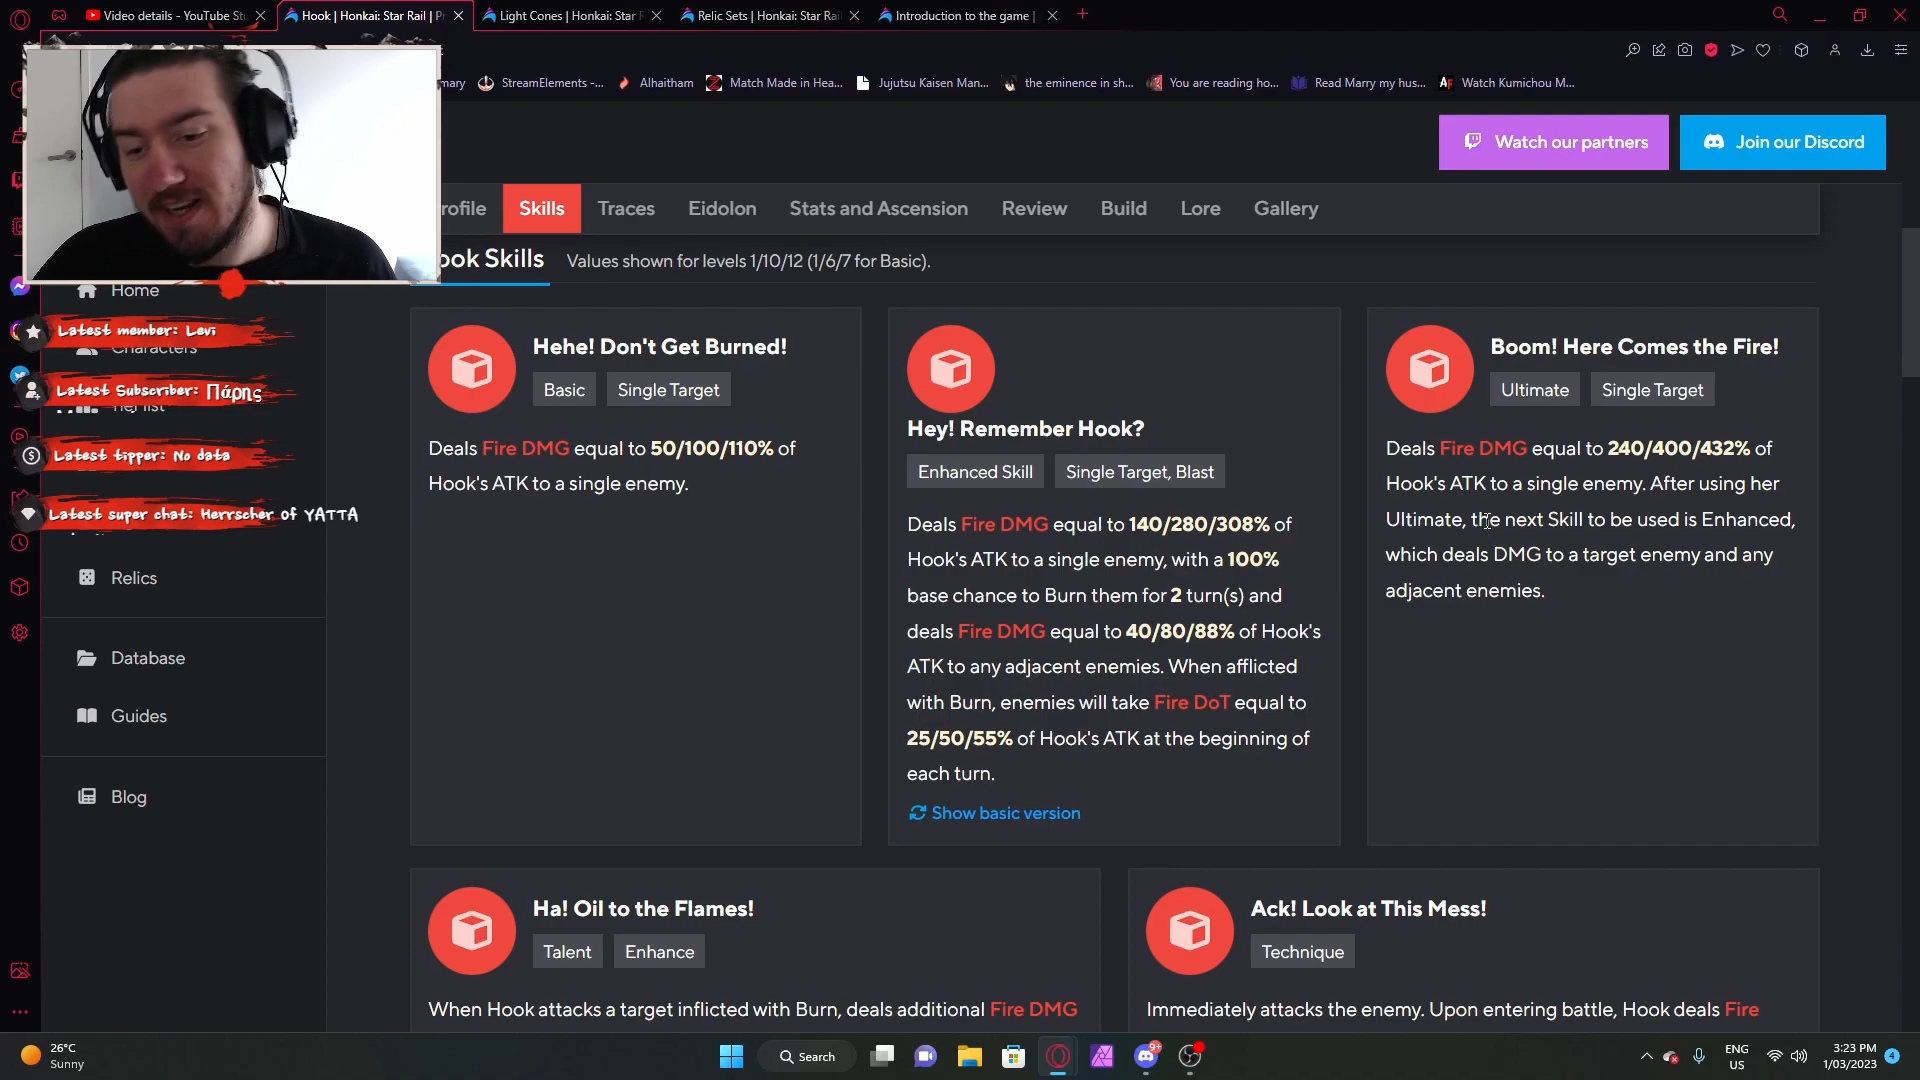 Video details - YouTube Stu
Hook | Honkai: Star Rail | Pr
Light Cones | Honkai: Star R
Relic Sets | Honkai: Star Rail
Introduction to the game |
mary
StreamElements -...
Alhaitham
Match Made in Hea...
Jujutsu Kaisen Man...
the eminence in sh...
You are reading ho...
Read Marry my hus...
AF
Watch Kumichou M...
Watch our partners
Join our Discord
rofile
Skills
Traces
Eidolon
Stats and Ascension
Review
Build
Lore
Gallery
ook Skills
Values shown for levels 1/10/12 (1/6/7 for Basic).
Home
Latest member: Levi
Characters
Latest Subscriber: Πάρης
Latest tipper: No data
Latest super chat: Herrscher of YATTA
Relics
Database
Guides
Blog
Hehe! Don't Get Burned!
Basic
Single Target
Deals Fire DMG equal to 50/100/110% of
Hook's ATK to a single enemy.
Hey! Remember Hook?
Enhanced Skill
Single Target, Blast
Deals Fire DMG equal to 140/280/308% of
Hook's ATK to a single enemy, with a 100%
base chance to Burn them for 2 turn(s) and
deals Fire DMG equal to 40/80/88% of Hook's
ATK to any adjacent enemies. When afflicted
with Burn, enemies will take Fire DoT equal to
25/50/55% of Hook's ATK at the beginning of
each turn.
Show basic version
Boom! Here Comes the Fire!
Ultimate
Single Target
Deals Fire DMG equal to 240/400/432% of
Hook's ATK to a single enemy. After using her
Ultimate, the next Skill to be used is Enhanced,
which deals DMG to a target enemy and any
adjacent enemies.
Ha! Oil to the Flames!
Talent
Enhance
When Hook attacks a target inflicted with Burn, deals additional Fire DMG
Ack! Look at This Mess!
Technique
Immediately attacks the enemy. Upon entering battle, Hook deals Fire
26°C
Sunny
Search
9+
ENG
US
3:23 PM
1/03/2023
4